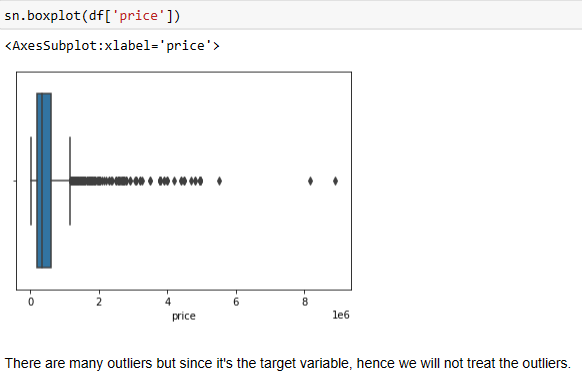 sn.boxplot(df['price'])
<AxesSubplot:xlabel='price'>
0 2 4 6 8
1e6
price
There are many outliers but since it's the target variable, hence we will not treat the outliers.